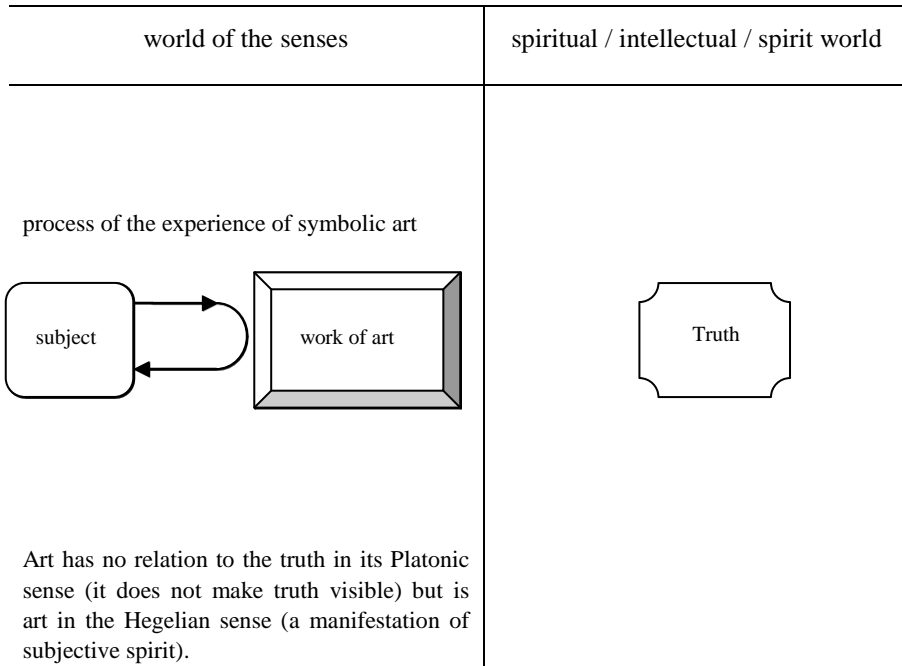 world of the senses
spiritual / intellectual / spirit world
process of the experience of symbolic art
subject
work of art
Truth
Art has no relation to the truth in its Platonic
sense (it does not make truth visible) but is
art in the Hegelian sense (a manifestation of
subjective spirit).